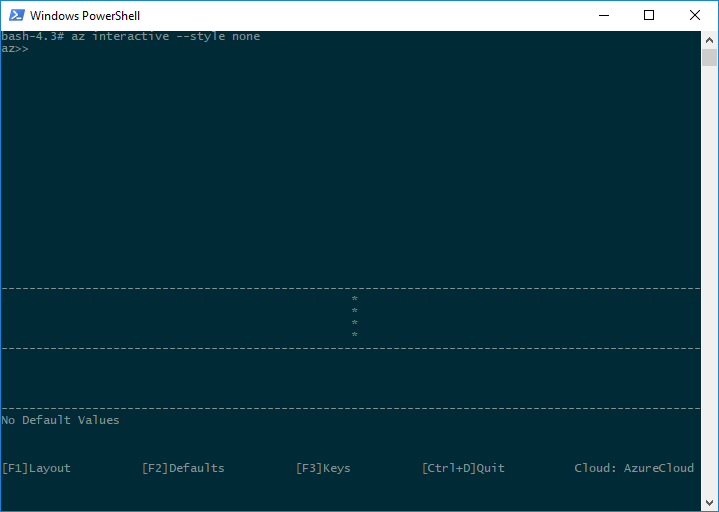 Windows PowerShell
bash-4.3# az interactive --style none
az>>
----------------------------------------------------------------------------------------------------
*
*
*
*
----------------------------------------------------------------------------------------------------
----------------------------------------------------------------------------------------------------
No Default Values
[F1]Layout [F2]Defaults [F3]Keys [Ctrl+D]Quit Cloud: AzureCloud